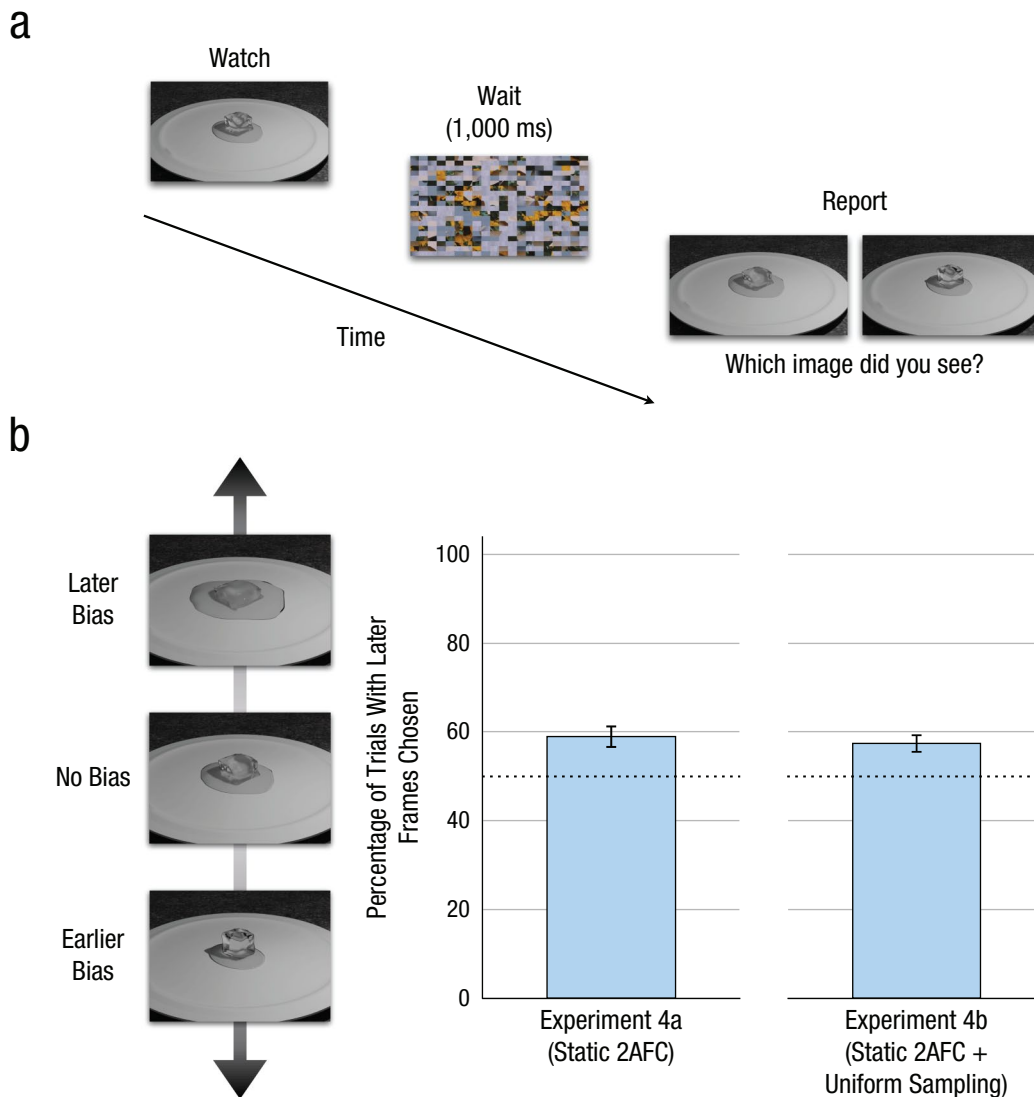 a
Watch
Wait
(1,000 ms)
Report
Time
Which image did you see?
b
Later
Bias
No Bias
Earlier
Bias
Percentage of Trials With Later
Frames Chosen
100
80
60
40
20
0
Experiment 4a
(Static 2AFC)
Experiment 4b
(Static 2AFC +
Uniform Sampling)